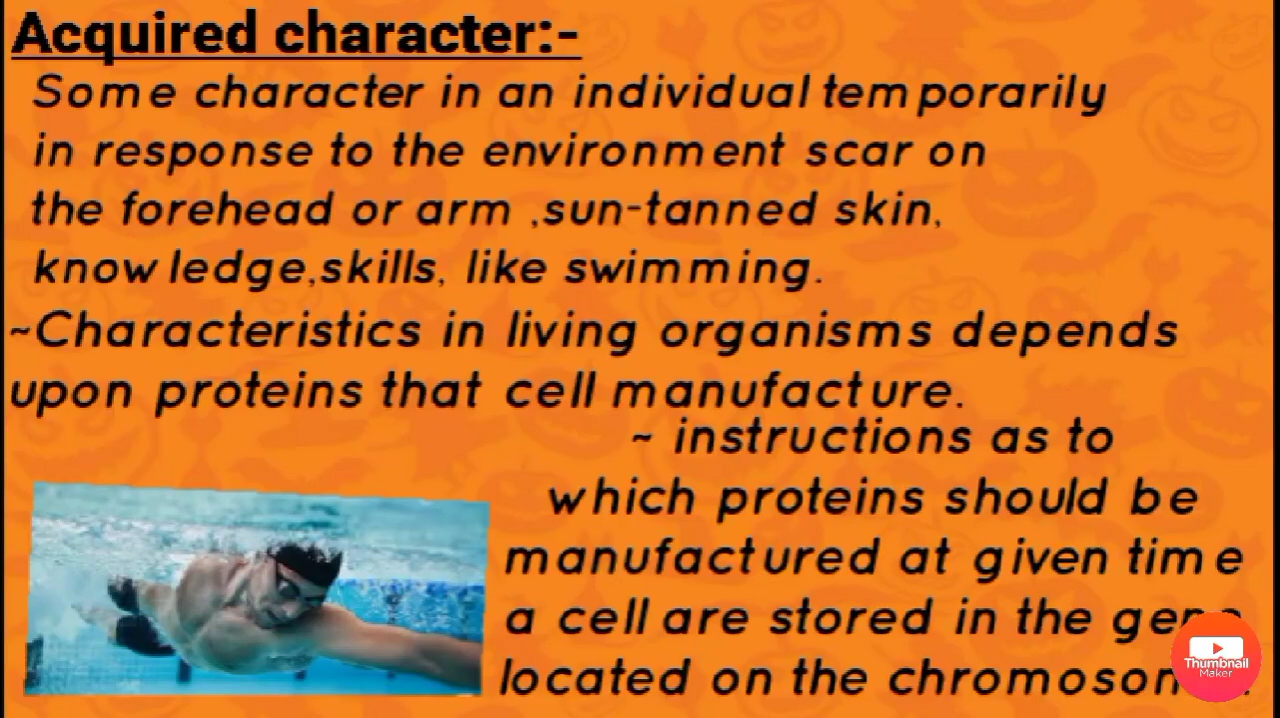 Acquired character:-
Some character in an individual temporarily
in response to the environment scar on
the forehead or arm ,sun-tanned skin,
knowledge,skills, like swimming.
~Characteristics in living organisms depends
upon proteins that cell manufacture.
~ instructions as to
which proteins should be
manufactured at given time
a cell are stored in the
located on the
Thumbnail
Maker